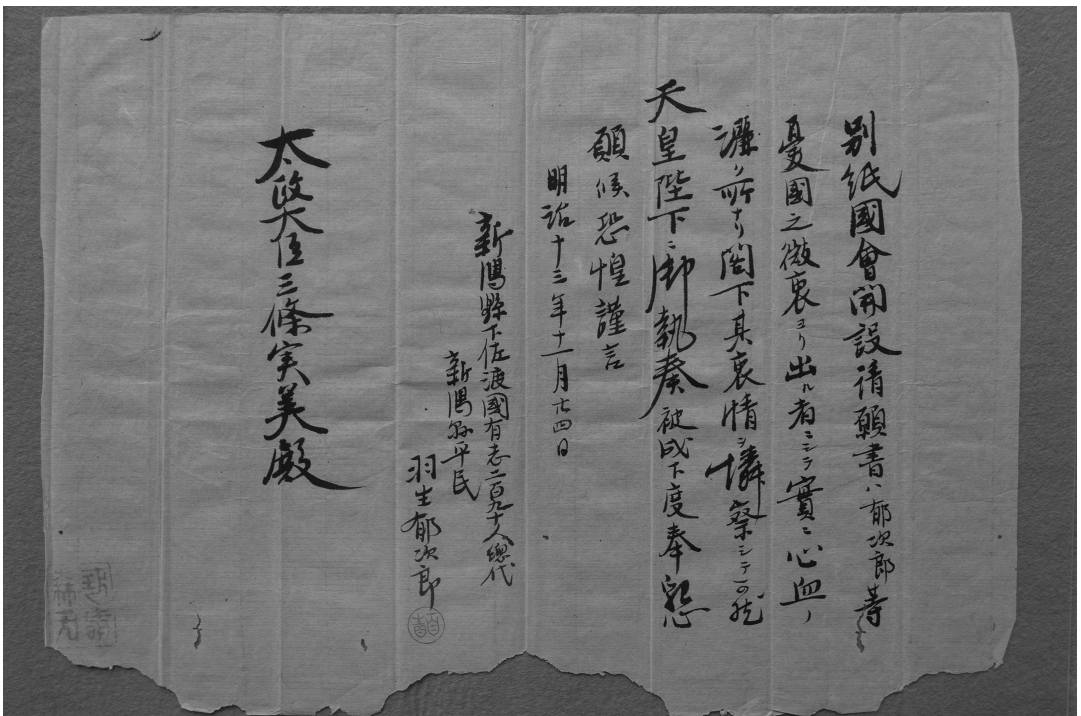 別紙國會開設請願書ハ郁次郎等
憂國之微衷ヨリ出ル者ニシテ實ニ心血ノ
灑ク所ナリ閣下其衷情ヲ憐察シテ
天皇陛下ニ御執奏被成下度奉懇
願候恐惶謹言
明治十三年十一月廿四日
新潟縣下佐渡國有志二百九十人総代
新潟縣平民
羽生郁次郎
太政大臣三條実美殿